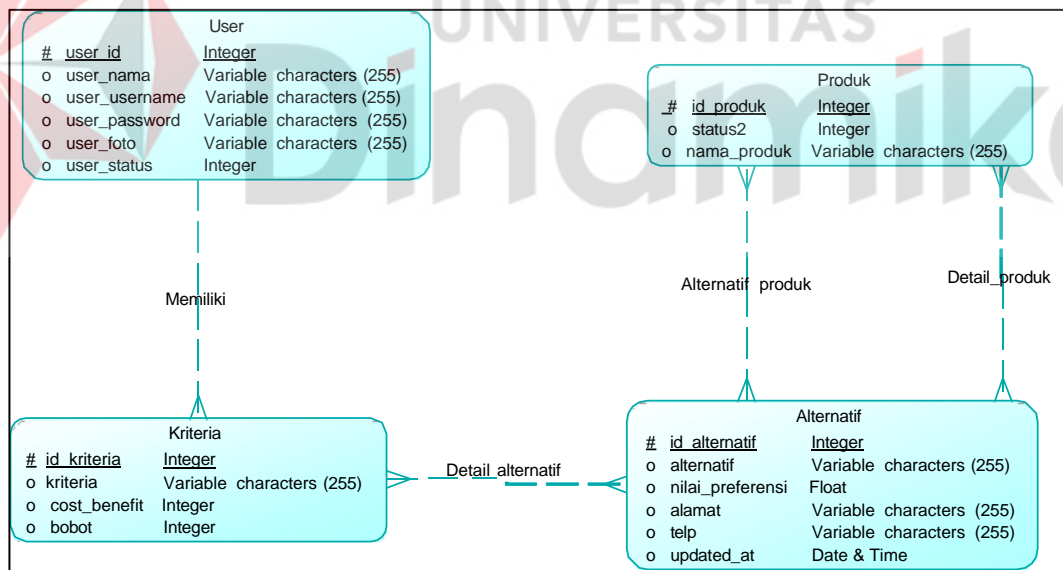 UNIVERSITAS
Dinamika
User
# user_id Integer
o user_nama Variable characters (255)
o user_username Variable characters (255)
o user_password Variable characters (255)
o user_foto Variable characters (255)
o user_status Integer
Produk
# id_produk Integer
o status2 Integer
o nama_produk Variable characters (255)
Memiliki
Alternatif_produk
Detail_produk
Kriteria
# id_kriteria Integer
o kriteria Variable characters (255)
o cost_benefit Integer
o bobot Integer
Detail_alternatif
Alternatif
# id_alternatif Integer
o alternatif Variable characters (255)
o nilai_preferensi Float
o alamat Variable characters (255)
o telp Variable characters (255)
o updated_at Date & Time